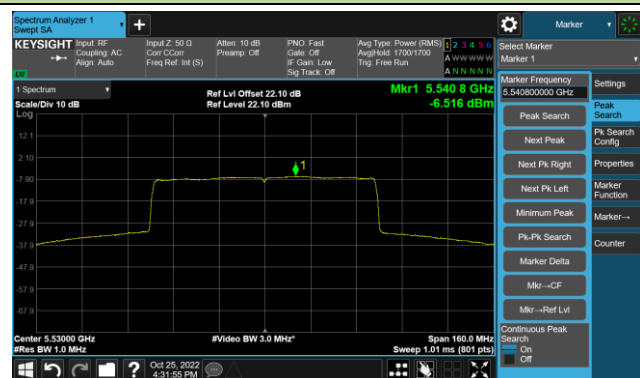 Spectrum Analyzer 1
Swept SA
+
Marker
KEYSIGHT
Input: RF
Coupling: AC
Align: Auto
Input Z: 50 Ω
Corr CCorr
Freq Ref: Int (S)
Atten: 10 dB
Preamp: Off
PNO: Fast
Gate: Off
IF Gain: Low
Sig Track: Off
Avg Type: Power (RMS)
Avg|Hold: 1700/1700
Trig: Free Run
1 2 3 4 5 6
A W W W W W
A N N N N N
LXI
Select Marker
Marker 1
1 Spectrum
Scale/Div 10 dB
Log
Ref Lvl Offset 22.10 dB
Ref Level 22.10 dBm
Mkr1 5.540 8 GHz
-6.516 dBm
12.1
2.10
-7.90
-17.9
-27.9
-37.9
-47.9
-57.9
-67.9
1
Center 5.53000 GHz
#Res BW 1.0 MHz
#Video BW 3.0 MHz*
Span 160.0 MHz
Sweep 1.01 ms (801 pts)
Marker Frequency
5.540800000 GHz
Peak Search
Next Peak
Next Pk Right
Next Pk Left
Minimum Peak
Pk-Pk Search
Marker Delta
Mkr→CF
Mkr→Ref Lvl
Continuous Peak
Search
On
Off
Settings
Peak
Search
Pk Search
Config
Properties
Marker
Function
Marker→
Counter
?
Oct 25, 2022
4:31:55 PM